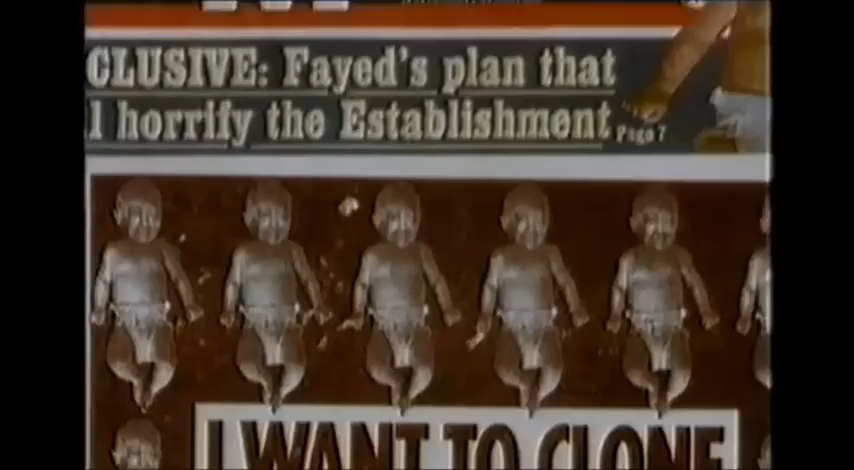 CLUSIVE: Fayed's plan that
l horrify the Establishment Page 7
I WANT TO CLONE